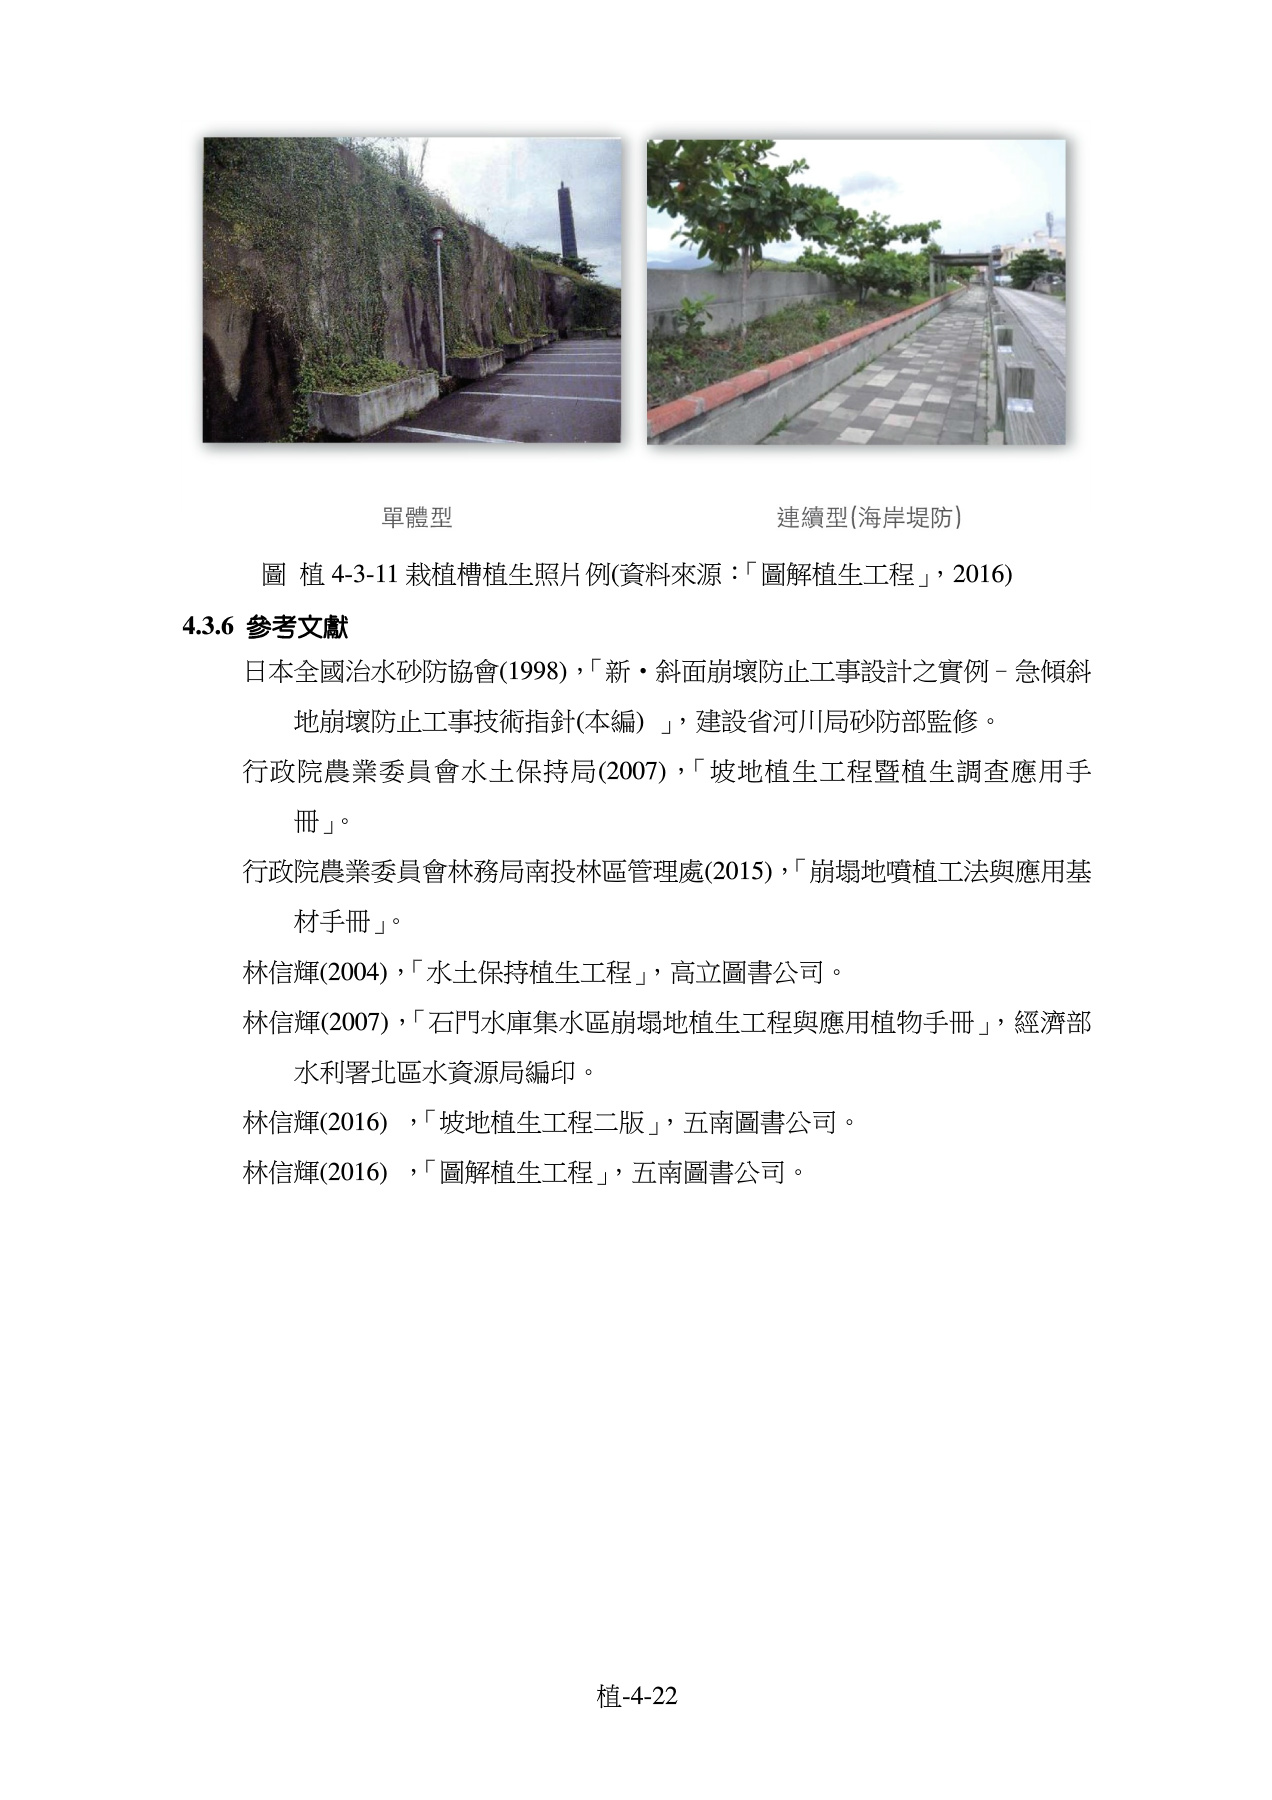 單體型
連續型(海岸堤防)
圖 植 4-3-11 栽植槽植生照片例(資料來源：「圖解植生工程」，2016)
4.3.6 參考文獻
日本全國治水砂防協會(1998)，「新•斜面崩壞防止工事設計之實例－急傾斜
地崩壞防止工事技術指針(本編) 」，建設省河川局砂防部監修。
行政院農業委員會水土保持局(2007)，「坡地植生工程暨植生調查應用手
冊」。
行政院農業委員會林務局南投林區管理處(2015)，「崩塌地噴植工法與應用基
材手冊」。
林信輝(2004)，「水土保持植生工程」，高立圖書公司。
林信輝(2007)，「石門水庫集水區崩塌地植生工程與應用植物手冊」，經濟部
水利署北區水資源局編印。
林信輝(2016) ，「坡地植生工程二版」，五南圖書公司。
林信輝(2016) ，「圖解植生工程」，五南圖書公司。
植-4-22